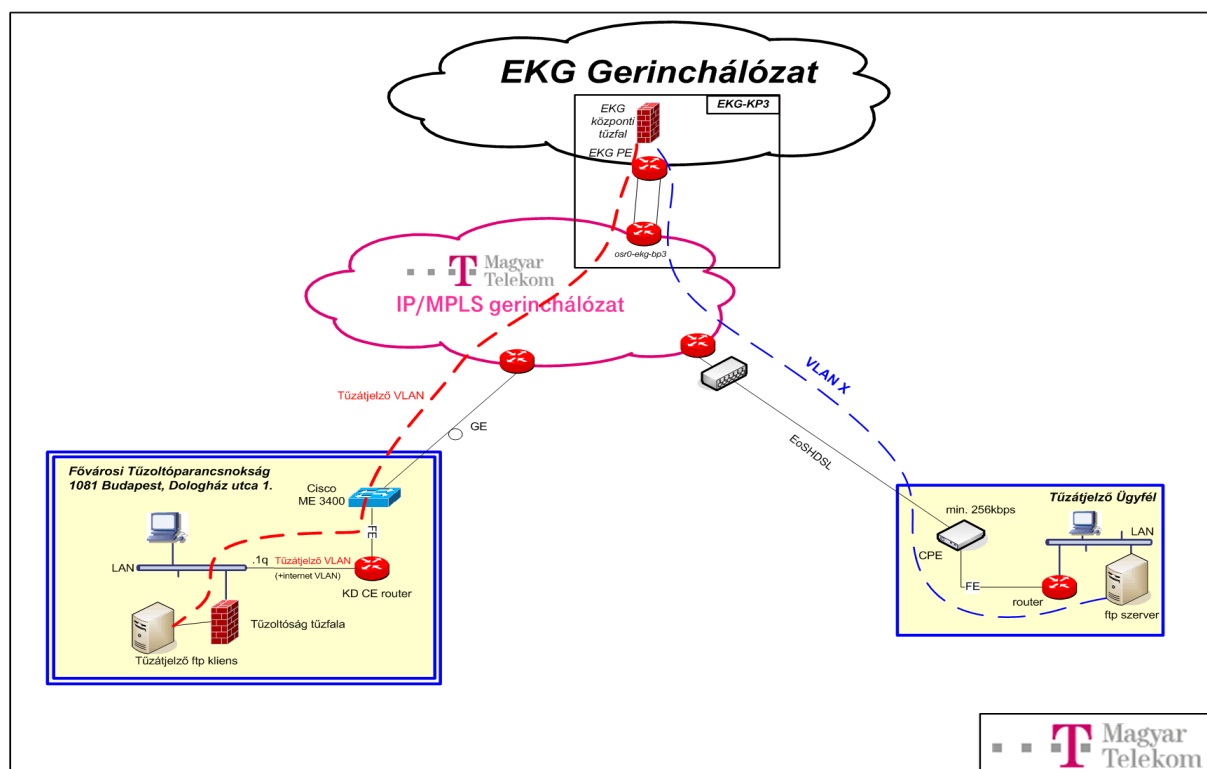 EKG Gerinchálózat
EKG-KP3
EKG
központi
tűzfal
EKG PE
osr0-ekg-bp3
Magyar
Telekom
IP/MPLS gerinchálózat
Tűzátjelző VLAN
GE
VLAN X
EoSHDSL
Fővárosi Tűzoltóparancsnokság
1081 Budapest, Dologház utca 1.
Cisco
ME 3400
FE
LAN
.1q
Tűzátjelző VLAN
(+internet VLAN)
KD CE router
Tűzoltóság tűzfala
Tűzátjelző ftp kliens
Tűzátjelző Ügyfél
min. 256kbps
LAN
CPE
FE
router
ftp szerver
Magyar
Telekom